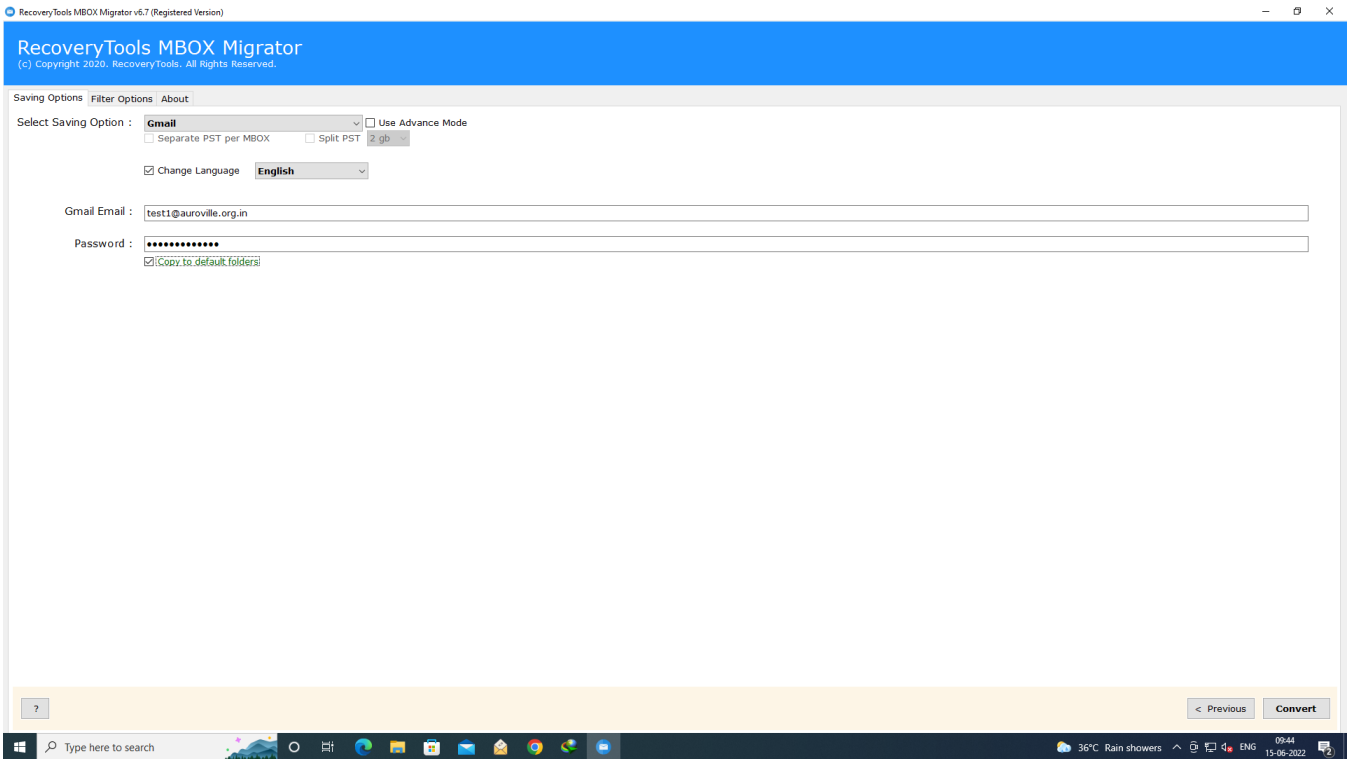 RecoveryTools MBOX Migrator v6.7 (Registered Version)
RecoveryTools MBOX Migrator
(c) Copyright 2020. RecoveryTools. All Rights Reserved.
Saving Options Filter Options About
Select Saving Option : Gmail Use Advance Mode
Separate PST per MBOX Split PST 2 gb
Change Language English
Gmail Email : test1@auroville.org.in
Password : •••••••••••••
Copy to default folders
? < Previous Convert
Type here to search 36°C Rain showers ENG 09:44
15-06-2022 2